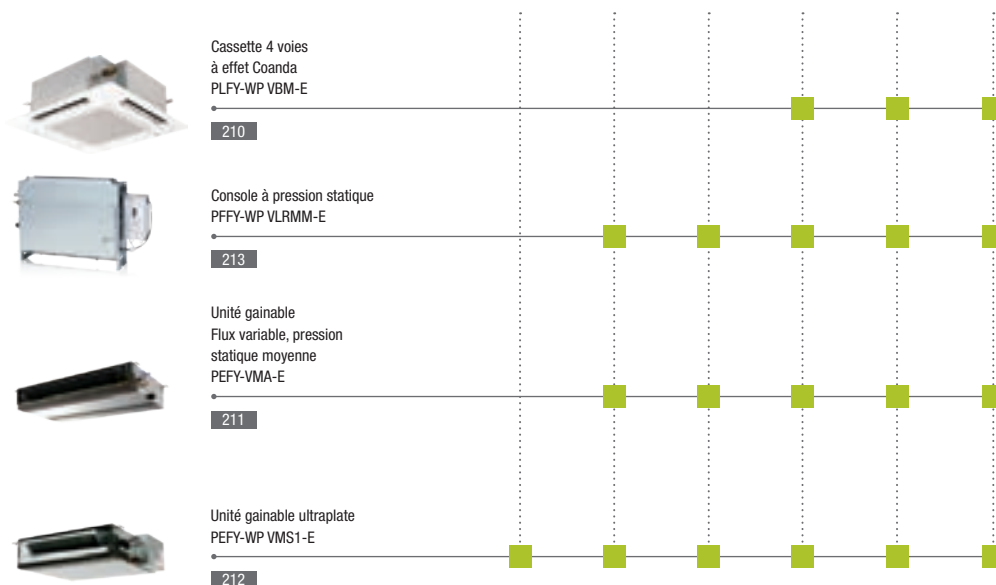 Cassette 4 voies
à effet Coanda
PLFY-WP VBM-E
210
Console à pression statique
PFFY-WP VLRMM-E
213
Unité gainable
Flux variable, pression
statique moyenne
PEFY-VMA-E
211
Unité gainable ultraplate
PEFY-WP VMS1-E
212